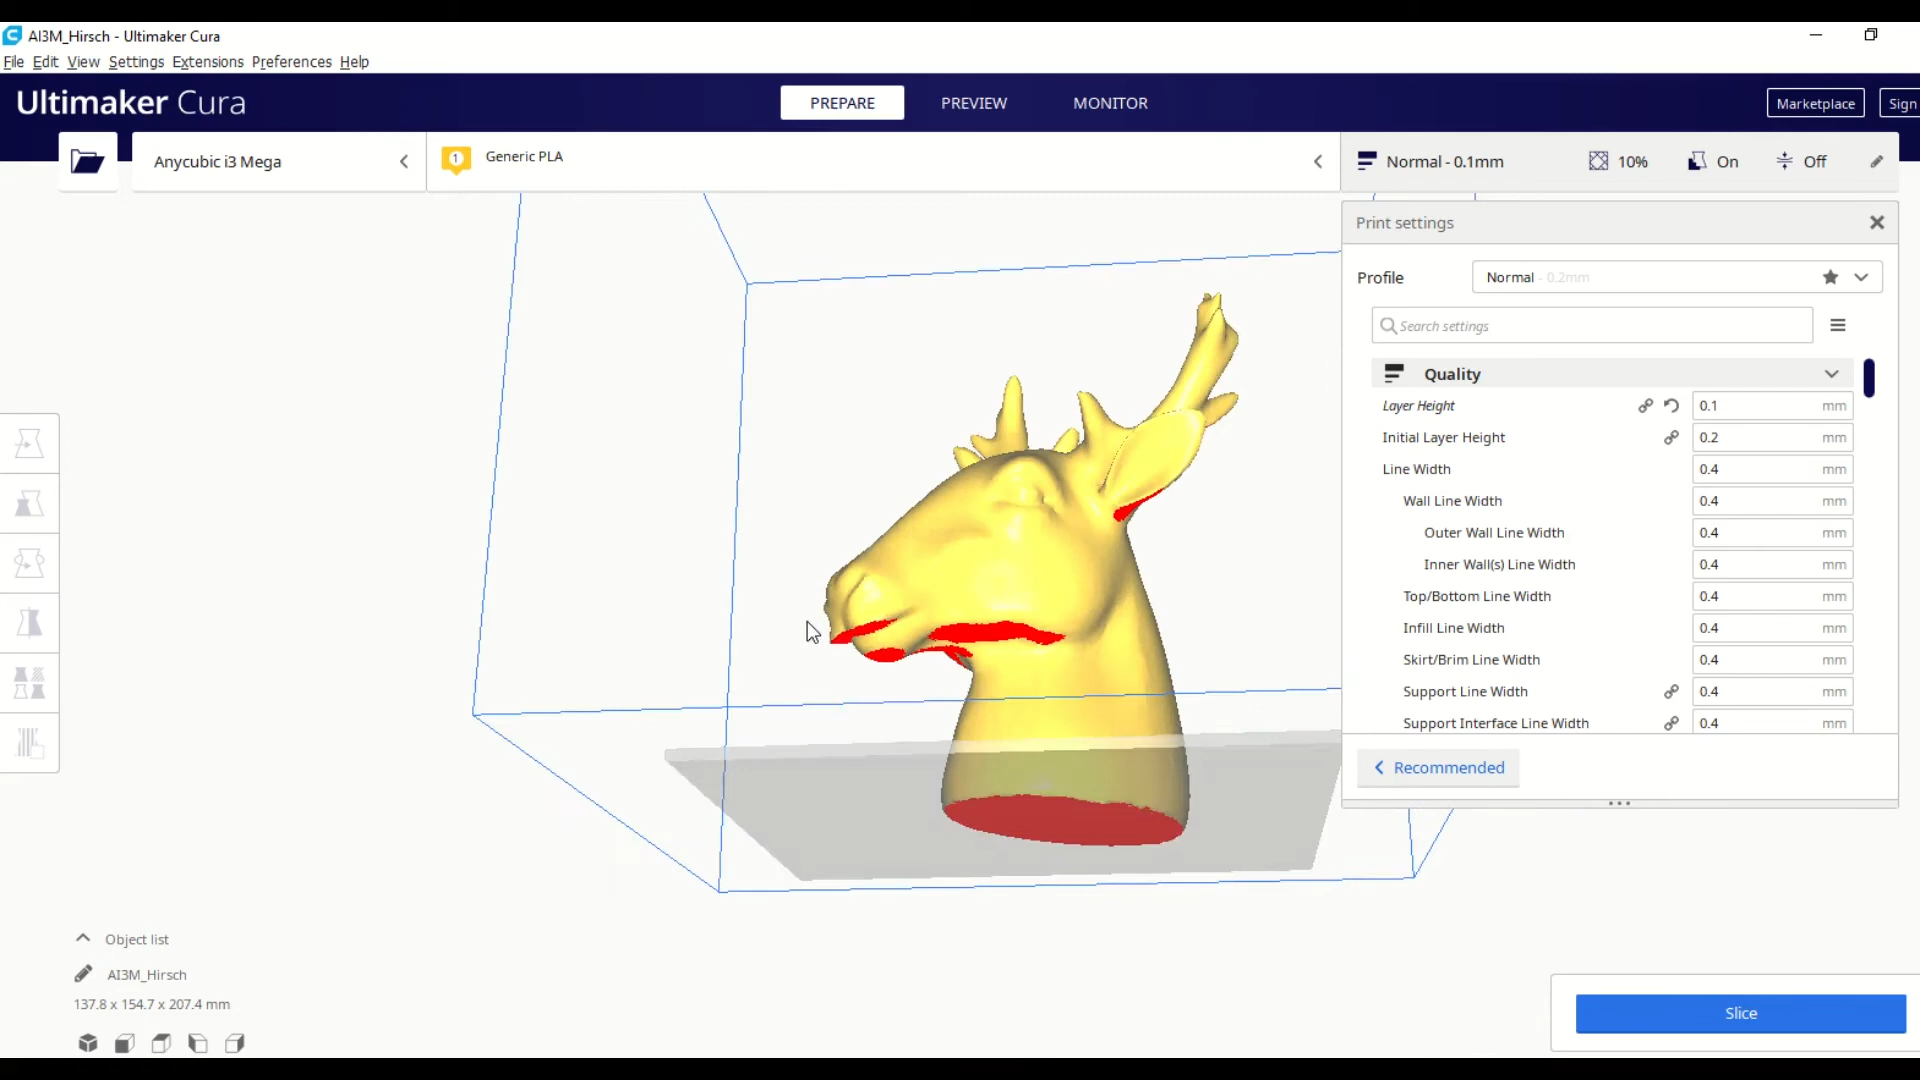 AI3M_Hirsch - Ultimaker Cura
File Edit View Settings Extensions Preferences Help
Ultimaker Cura
PREPARE
PREVIEW
MONITOR
Marketplace
Sign
Anycubic i3 Mega
1
Generic PLA
Normal - 0.1mm
10%
On
Off
Print settings
Profile
Normal - 0.2mm
Search settings
Quality
Layer Height 0.1 mm
Initial Layer Height 0.2 mm
Line Width 0.4 mm
Wall Line Width 0.4 mm
Outer Wall Line Width 0.4 mm
Inner Wall(s) Line Width 0.4 mm
Top/Bottom Line Width 0.4 mm
Infill Line Width 0.4 mm
Skirt/Brim Line Width 0.4 mm
Support Line Width 0.4 mm
Support Interface Line Width 0.4 mm
Recommended
Object list
AI3M_Hirsch
137.8 x 154.7 x 207.4 mm
Slice